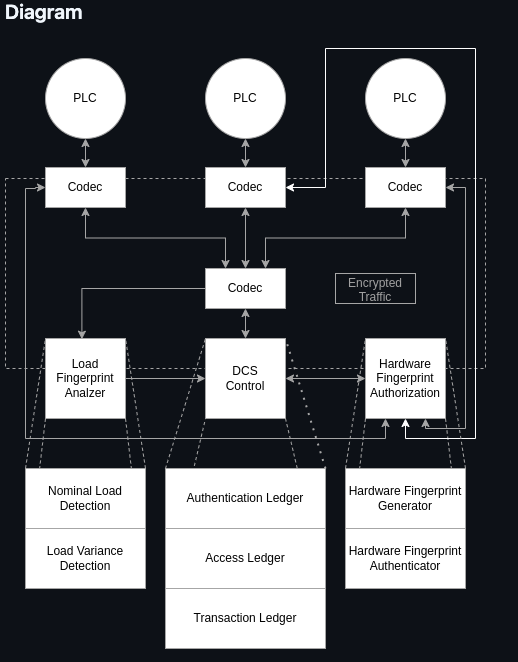 Diagram
PLC
PLC
PLC
Codec
Codec
Codec
Codec
Encrypted
Traffic
Load
Fingerprint
Analzer
DCS
Control
Hardware
Fingerprint
Authorization
Nominal Load
Detection
Load Variance
Detection
Authentication Ledger
Access Ledger
Transaction Ledger
Hardware Fingerprint
Generator
Hardware Fingerprint
Authenticator